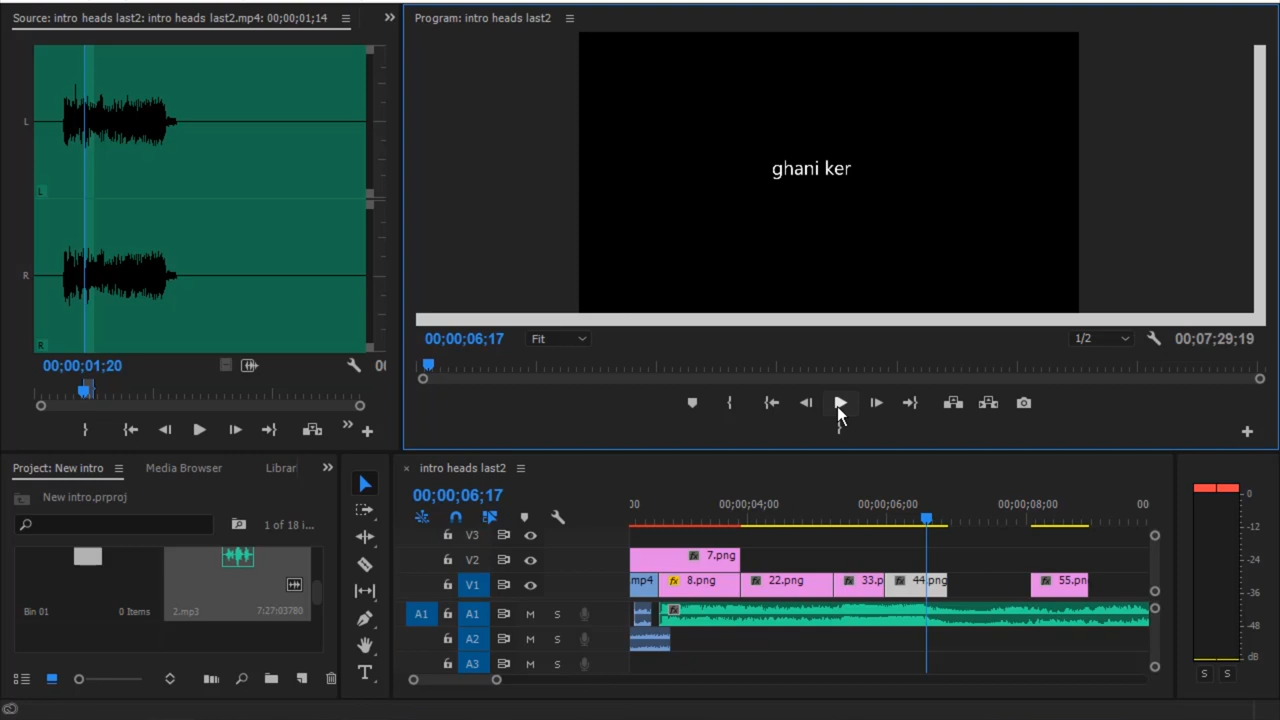 Source: intro heads last2: intro heads last2.mp4: 00;00;01;14
Program: intro heads last2
L
L
R
R
ghani ker
00;00;01;20
00;00;06;17
Fit
1/2
00;07;29;19
Project: New intro
Media Browser
New intro.prproj
1 of 18 i...
Bin 01
0 Items
2.mp3
7:27:03780
intro heads last2
00;00;06;17
00;00;04;00
00;00;06;00
00;00;08;00
00
V3
V2
7.png
V1
mp4
8.png
22.png
33.p
44.png
55.pn
A1
A1
M
S
A2
M
S
A3
M
S
T
0
-12
-24
-36
-48
dB
S
S